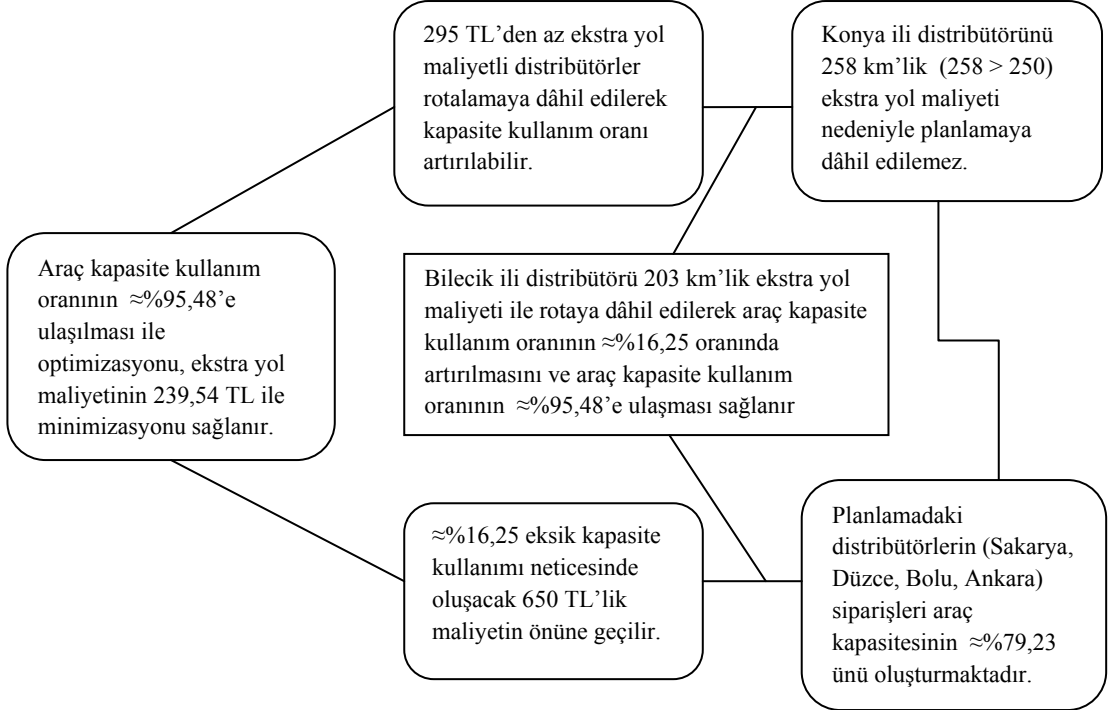 295 TL’den az ekstra yol
maliyetli distribütörler
rotalamaya dâhil edilerek
kapasite kullanım oranı
artırılabilir.
Konya ili distribütörünü
258 km’lik (258 > 250)
ekstra yol maliyeti
nedeniyle planlamaya
dâhil edilemez.
Araç kapasite kullanım
oranının ≈%95,48’e
ulaşılması ile
optimizasyonu, ekstra yol
maliyetinin 239,54 TL ile
minimizasyonu sağlanır.
Bilecik ili distribütörü 203 km’lik ekstra yol
maliyeti ile rotaya dâhil edilerek araç kapasite
kullanım oranının ≈%16,25 oranında
artırılmasını ve araç kapasite kullanım
oranının ≈%95,48’e ulaşması sağlanır
≈%16,25 eksik kapasite
kullanımı neticesinde
oluşacak 650 TL’lik
maliyetin önüne geçilir.
Planlamadaki
distribütörlerin (Sakarya,
Düzce, Bolu, Ankara)
siparişleri araç
kapasitesinin ≈%79,23
ünü oluşturmaktadır.